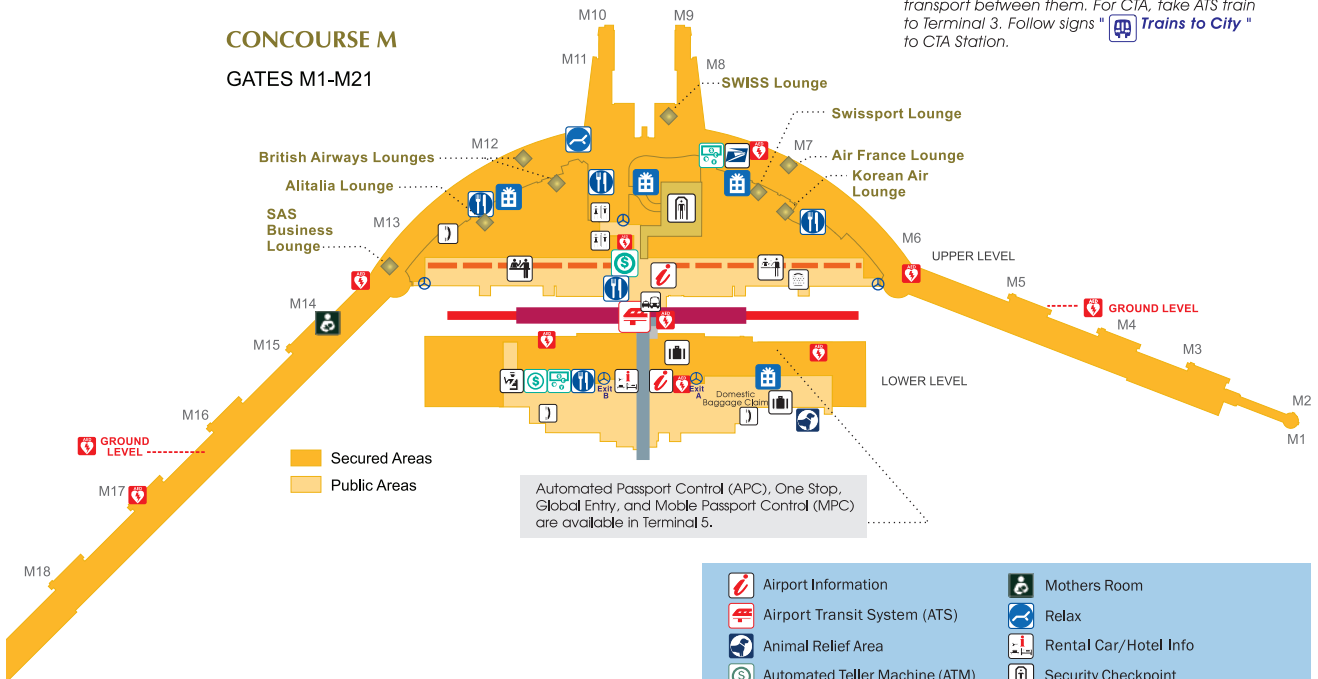 transport between them. For CTA, take ATS train
to Terminal 3. Follow signs " Trains to City "
to CTA Station.
CONCOURSE M
GATES M1-M21
M10
M9
M11
M8
SWISS Lounge
Swissport Lounge
M12
M7
British Airways Lounges
Air France Lounge
Alitalia Lounge
Korean Air
Lounge
SAS
Business
Lounge
M13
M6
UPPER LEVEL
M5
GROUND LEVEL
M14
M4
M15
M3
LOWER LEVEL
Exit
B
Exit
A
Domestic
Baggage Claim
M2
M1
M16
GROUND
LEVEL
M17
M18
Secured Areas
Public Areas
Automated Passport Control (APC), One Stop,
Global Entry, and Moble Passport Control (MPC)
are available in Terminal 5.
Airport Information
Mothers Room
Airport Transit System (ATS)
Relax
Animal Relief Area
Rental Car/Hotel Info
Automated Teller Machine (ATM)
Security Checkpoint